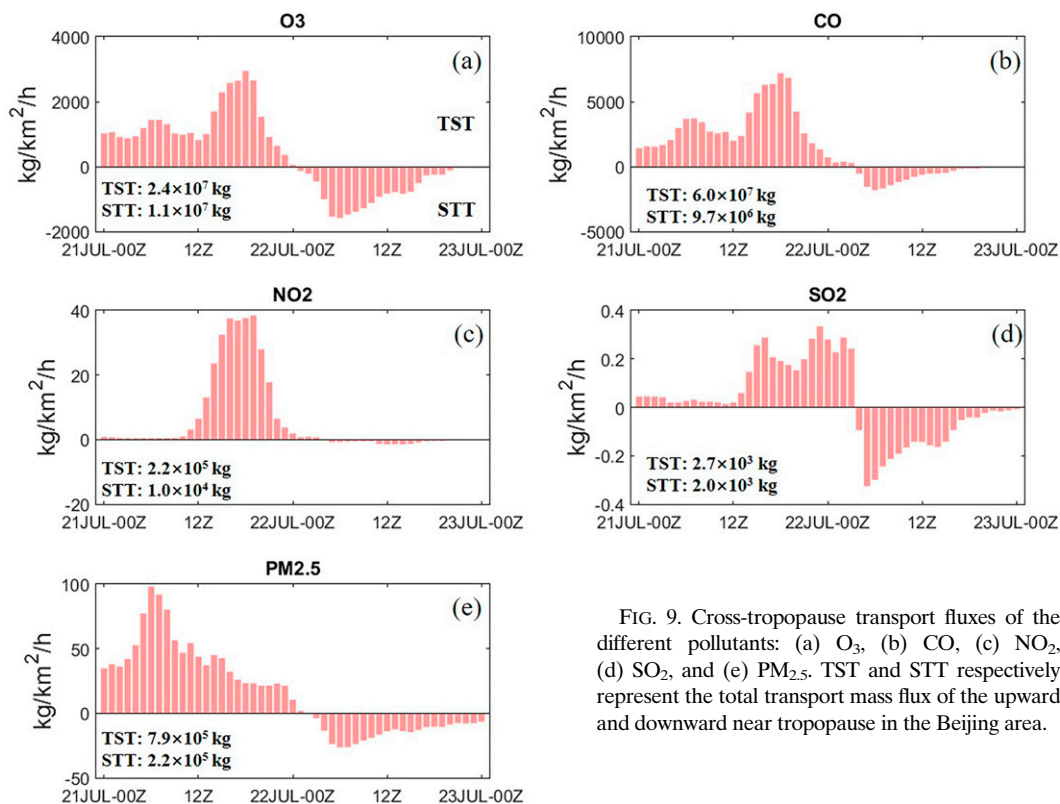 O3
4000
2000
0
-2000
kg/km²/h
(a)
TST
STT
TST: 2.4×10⁷ kg
STT: 1.1×10⁷ kg
21JUL-00Z 12Z 22JUL-00Z 12Z 23JUL-00Z
CO
10000
5000
0
-5000
kg/km²/h
(b)
TST: 6.0×10⁷ kg
STT: 9.7×10⁶ kg
21JUL-00Z 12Z 22JUL-00Z 12Z 23JUL-00Z
NO2
40
20
0
-20
kg/km²/h
(c)
TST: 2.2×10⁵ kg
STT: 1.0×10⁴ kg
21JUL-00Z 12Z 22JUL-00Z 12Z 23JUL-00Z
SO2
0.4
0.2
0
-0.2
-0.4
kg/km²/h
(d)
TST: 2.7×10³ kg
STT: 2.0×10³ kg
21JUL-00Z 12Z 22JUL-00Z 12Z 23JUL-00Z
PM2.5
100
50
0
-50
kg/km²/h
(e)
TST: 7.9×10⁵ kg
STT: 2.2×10⁵ kg
21JUL-00Z 12Z 22JUL-00Z 12Z 23JUL-00Z
FIG. 9. Cross-tropopause transport fluxes of the
different pollutants: (a) O₃, (b) CO, (c) NO₂,
(d) SO₂, and (e) PM₂.₅. TST and STT respectively
represent the total transport mass flux of the upward
and downward near tropopause in the Beijing area.